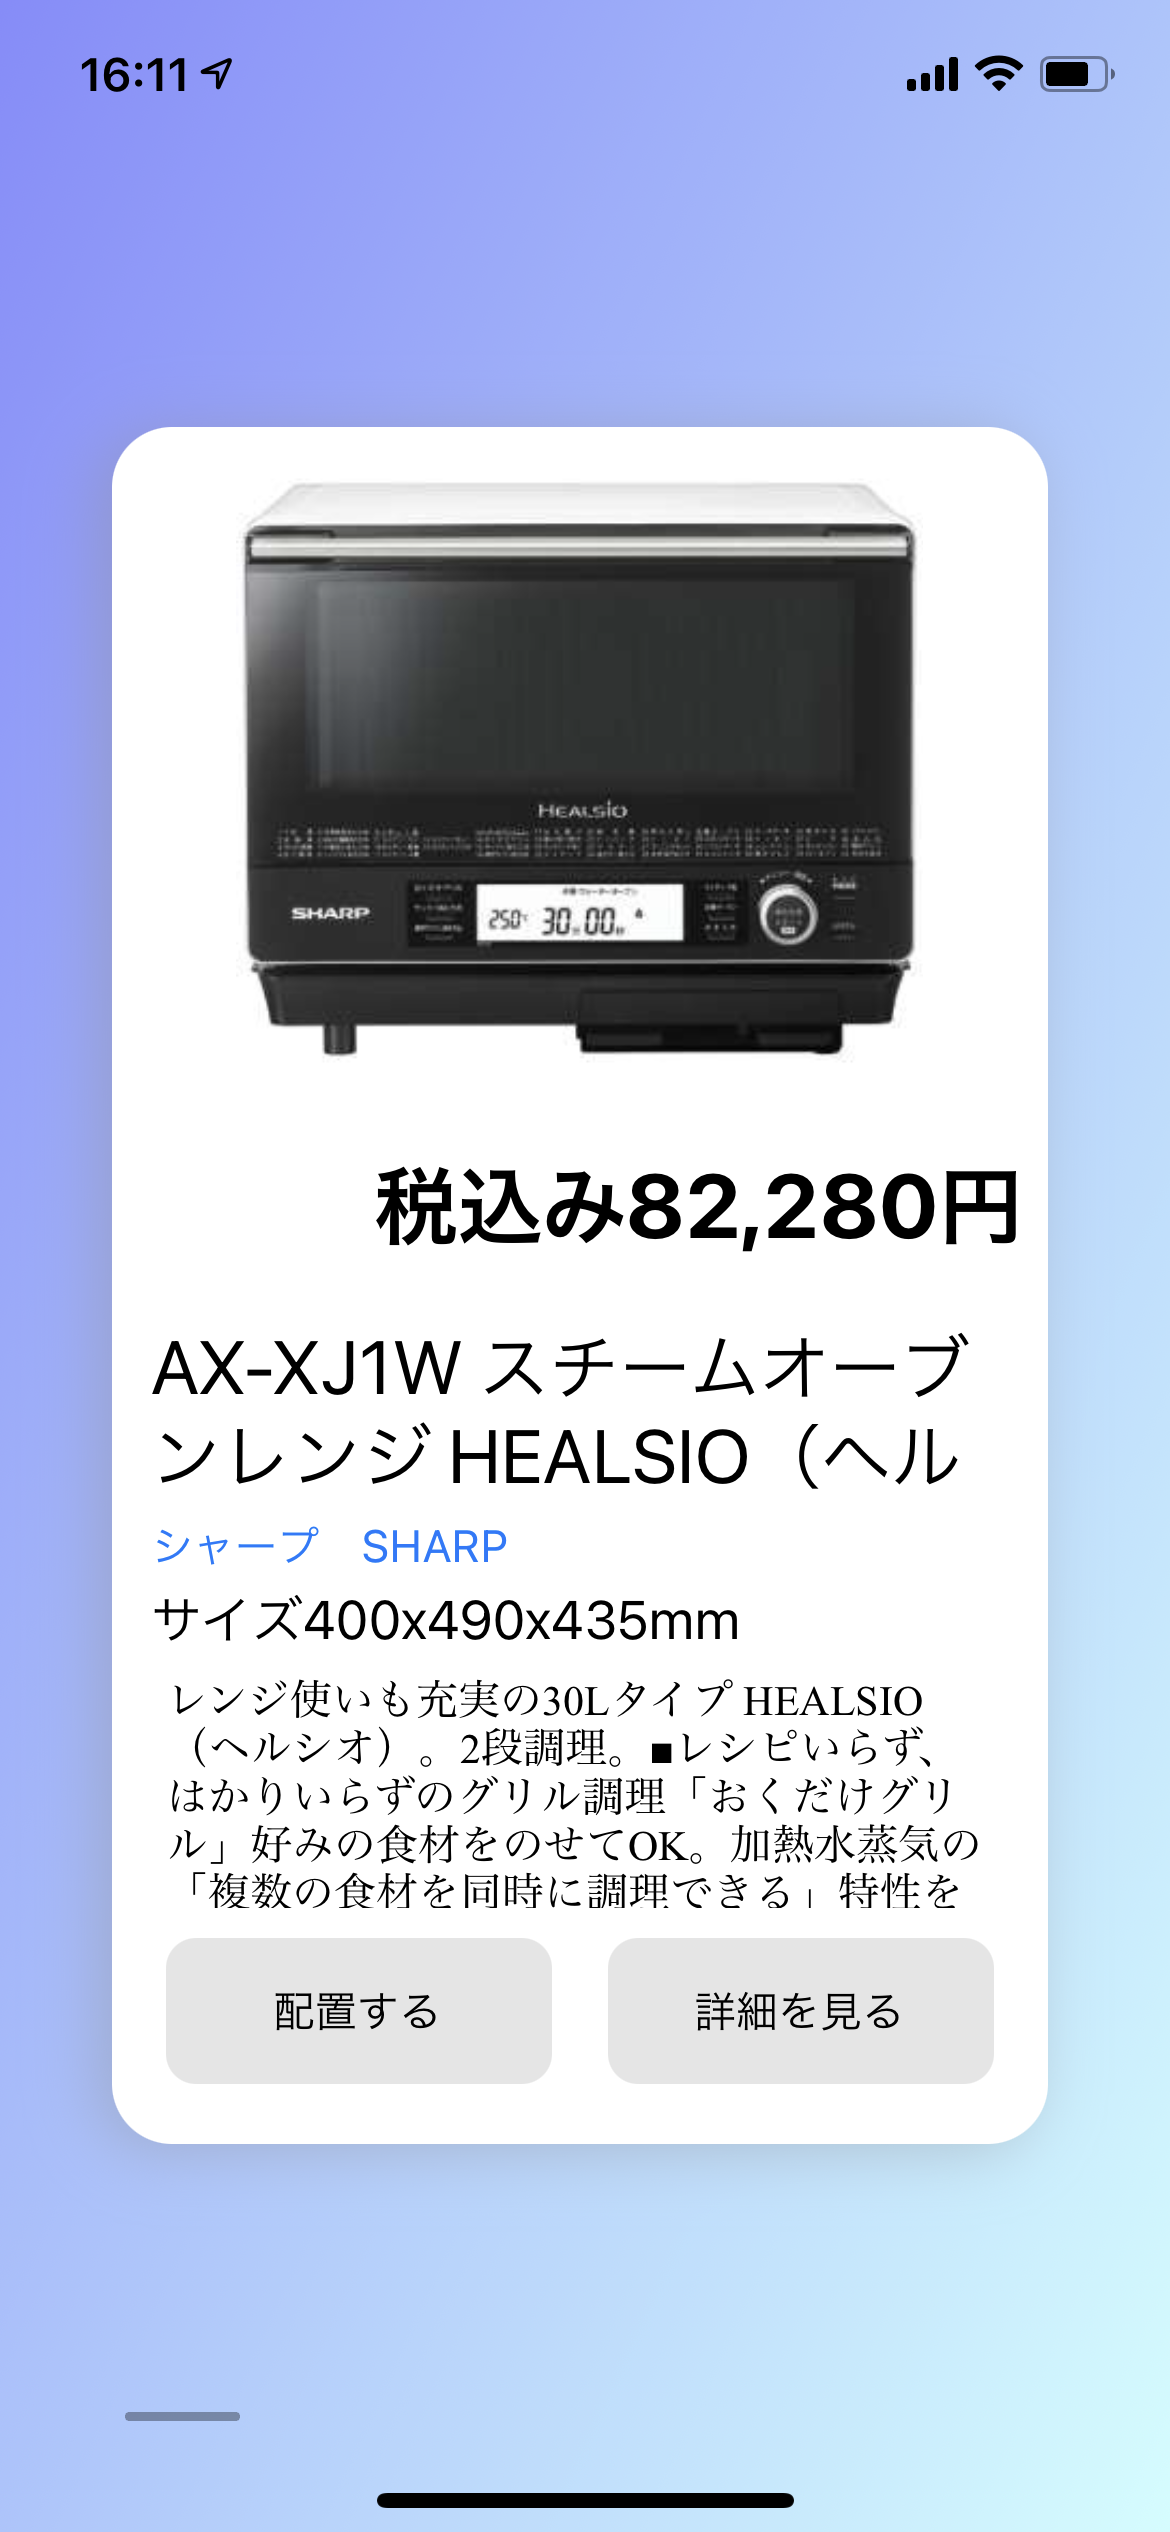 16:11
HEALSIO
SHARP
250
30 00
税込み82,280円
AX-XJ1W スチームオーブ
ンレンジ HEALSIO（ヘル
シャープ　SHARP
サイズ400x490x435mm
レンジ使いも充実の30Lタイプ HEALSIO
（ヘルシオ）。2段調理。■レシピいらず、
はかりいらずのグリル調理「おくだけグリ
ル」好みの食材をのせてOK。加熱水蒸気の
「複数の食材を同時に調理できる」特性を
配置する
詳細を見る